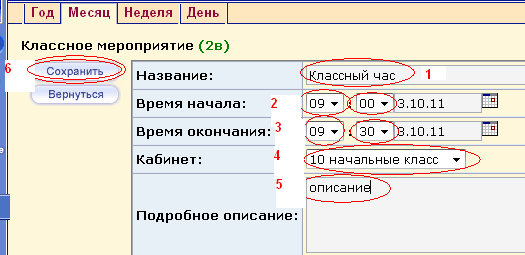 Год Месяц Неделя День
Классное мероприятие (2в)
6 Сохранить
Вернуться
Название: Классный час 1
Время начала: 2 09 00 3.10.11
Время окончания: 3 09 30 3.10.11
Кабинет: 4 10 начальные класс
5 описание
Подробное описание: